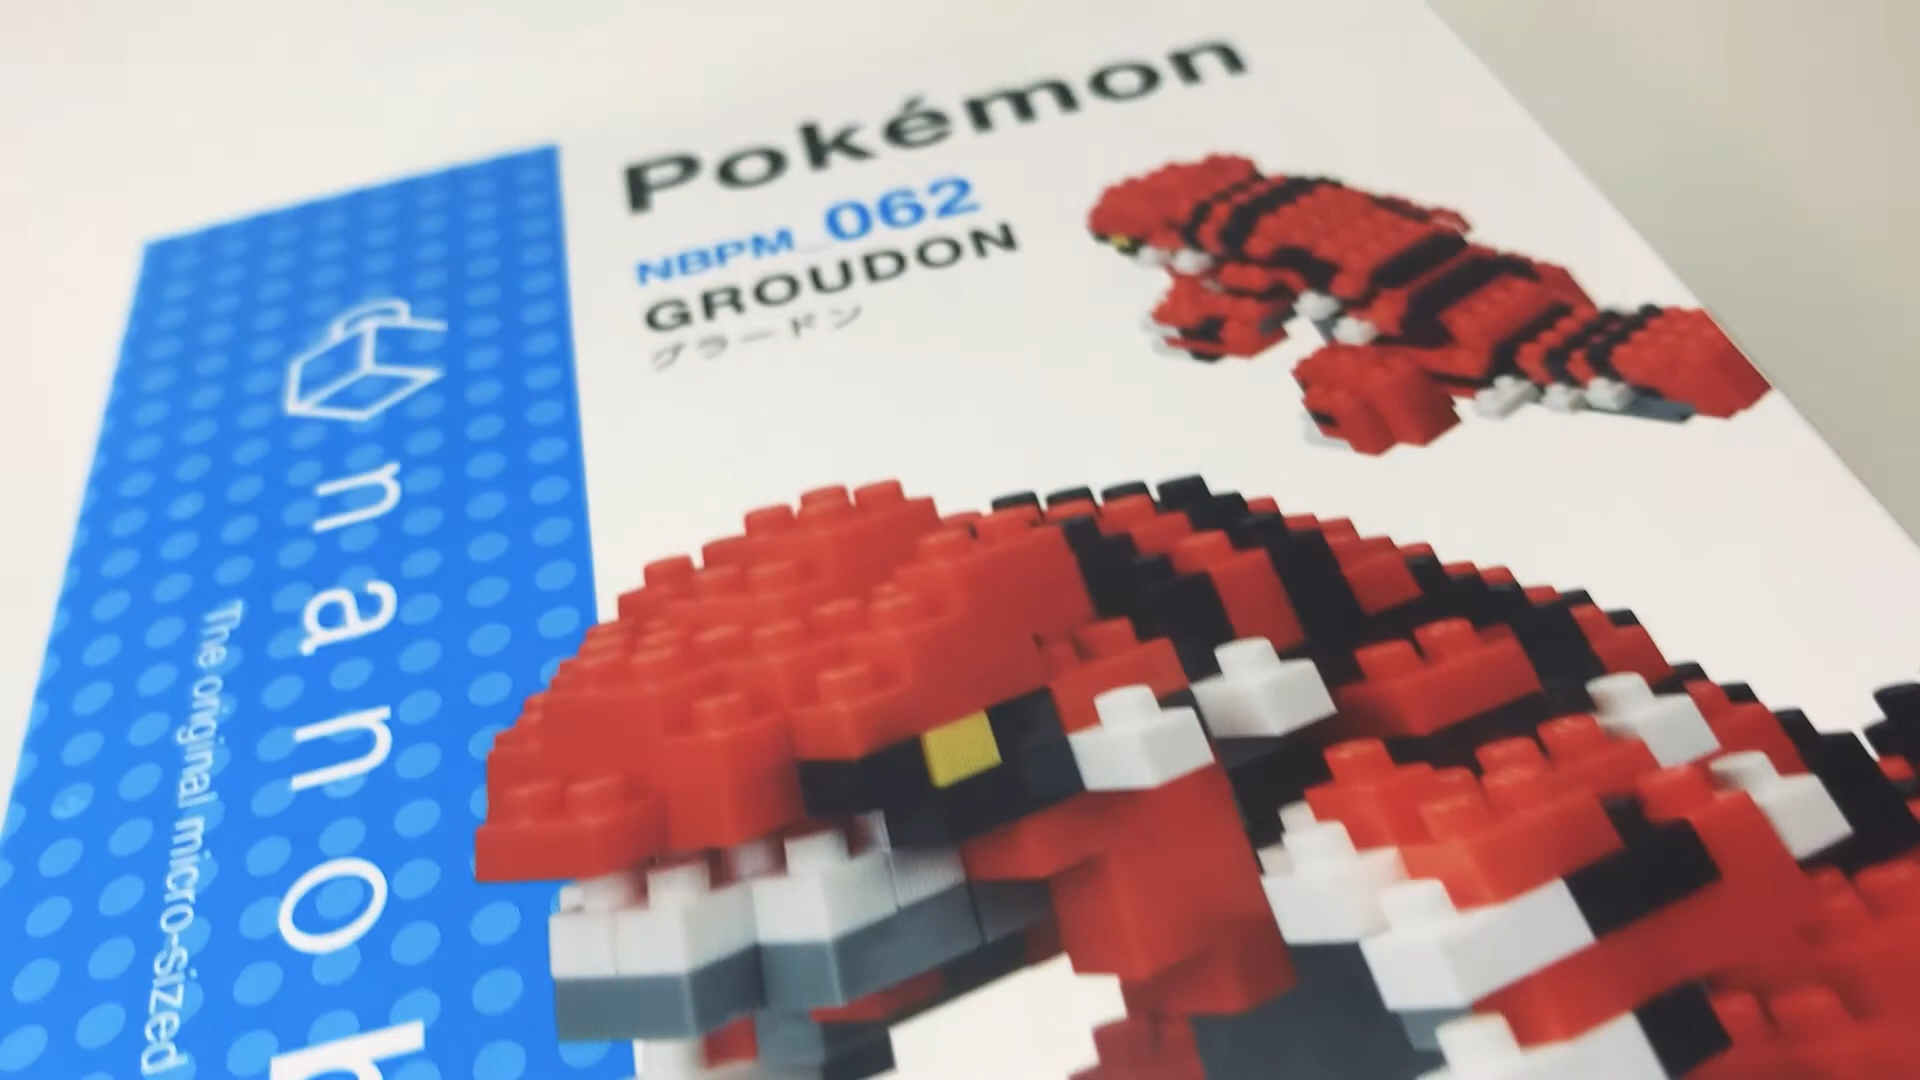 Pokémon
NBPM_062
GROUDON
グラードン
nanob
The original micro-sized